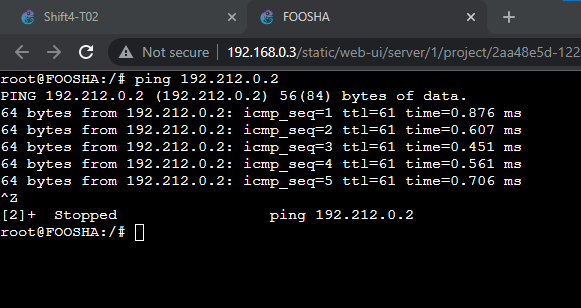 Shift4-T02
FOOSHA
Not secure 192.168.0.3/static/web-ui/server/1/project/2aa48e5d-122
root@FOOSHA:/# ping 192.212.0.2
PING 192.212.0.2 (192.212.0.2) 56(84) bytes of data.
64 bytes from 192.212.0.2: icmp_seq=1 ttl=61 time=0.876 ms
64 bytes from 192.212.0.2: icmp_seq=2 ttl=61 time=0.607 ms
64 bytes from 192.212.0.2: icmp_seq=3 ttl=61 time=0.451 ms
64 bytes from 192.212.0.2: icmp_seq=4 ttl=61 time=0.561 ms
64 bytes from 192.212.0.2: icmp_seq=5 ttl=61 time=0.706 ms
^Z
[2]+  Stopped                 ping 192.212.0.2
root@FOOSHA:/#